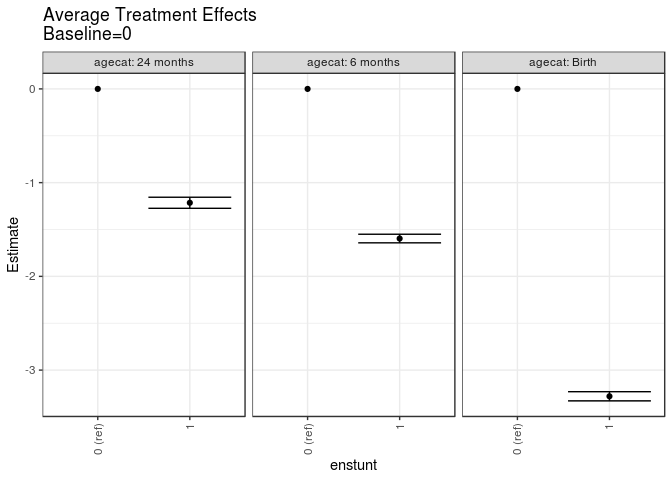 Average Treatment Effects
Baseline=0
agecat: 24 months
agecat: 6 months
agecat: Birth
Estimate
0
-1
-2
-3
0 (ref)
1
0 (ref)
1
0 (ref)
1
enstunt